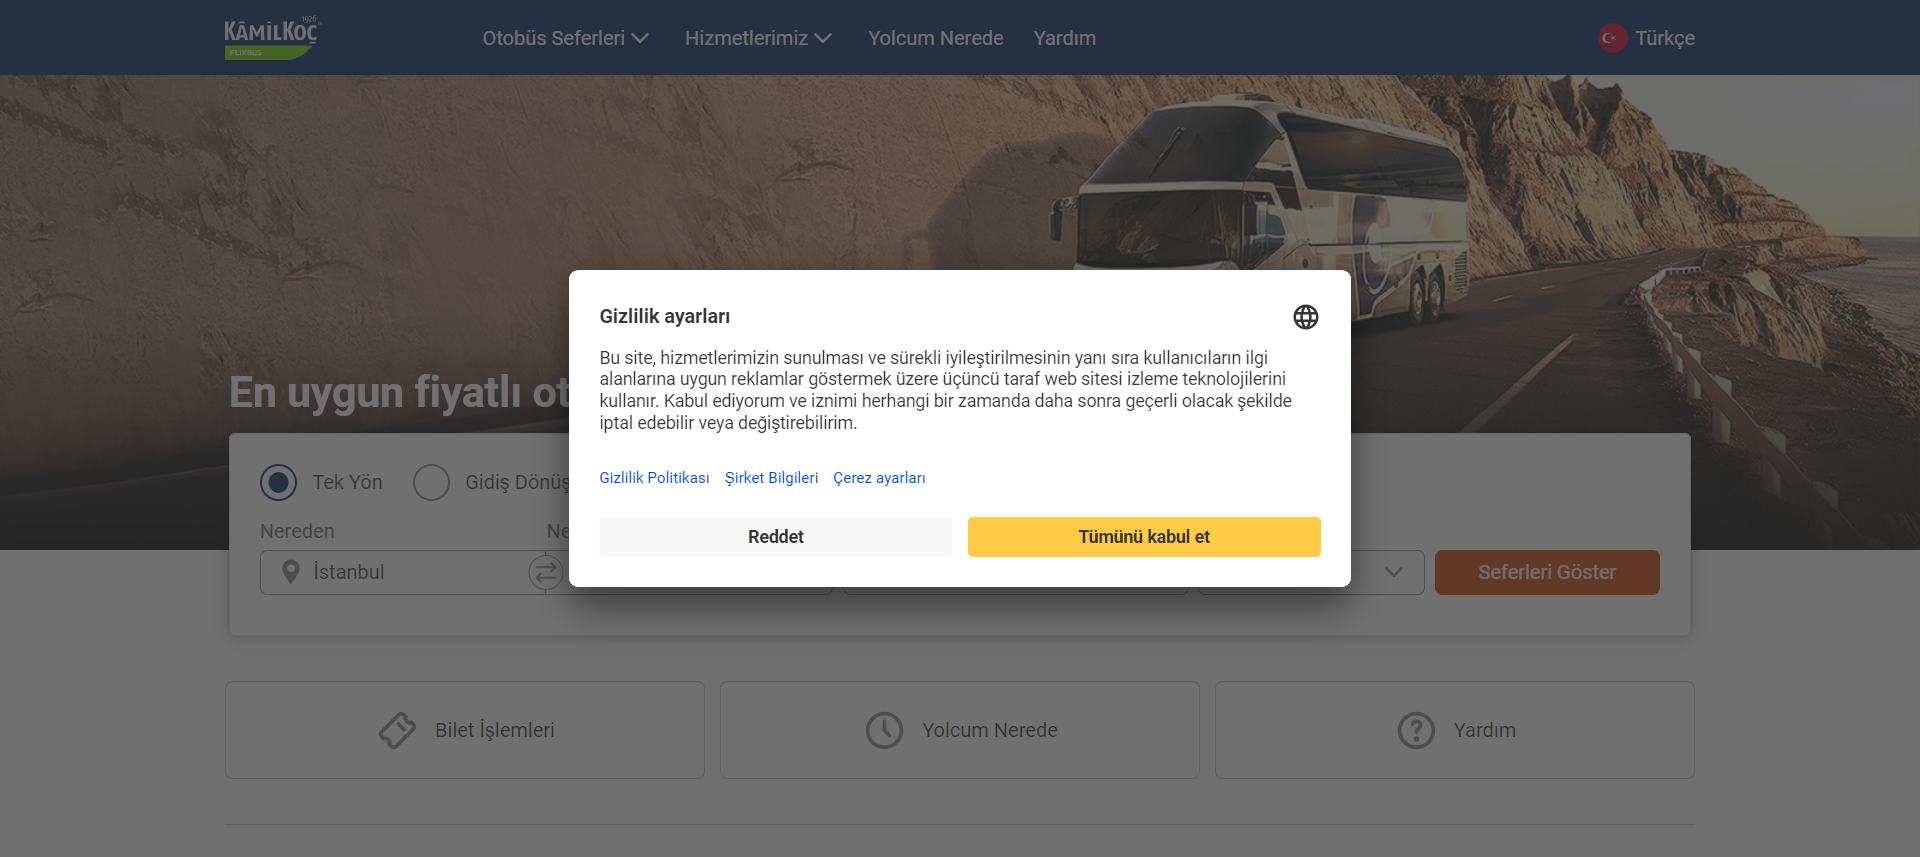 1926
KÂMİLKOÇ
FLIXBUS
Otobüs Seferleri
Hizmetlerimiz
Yolcum Nerede
Yardım
Türkçe
Gizlilik ayarları
Bu site, hizmetlerimizin sunulması ve sürekli iyileştirilmesinin yanı sıra kullanıcıların ilgi
alanlarına uygun reklamlar göstermek üzere üçüncü taraf web sitesi izleme teknolojilerini
kullanır. Kabul ediyorum ve iznimi herhangi bir zamanda daha sonra geçerli olacak şekilde
iptal edebilir veya değiştirebilirim.
Gizlilik Politikası Şirket Bilgileri Çerez ayarları
Reddet
Tümünü kabul et
En uygun fiyatlı ot
Tek Yön
Gidiş Dönüş
Nereden
Ne
İstanbul
Seferleri Göster
Bilet İşlemleri
Yolcum Nerede
Yardım